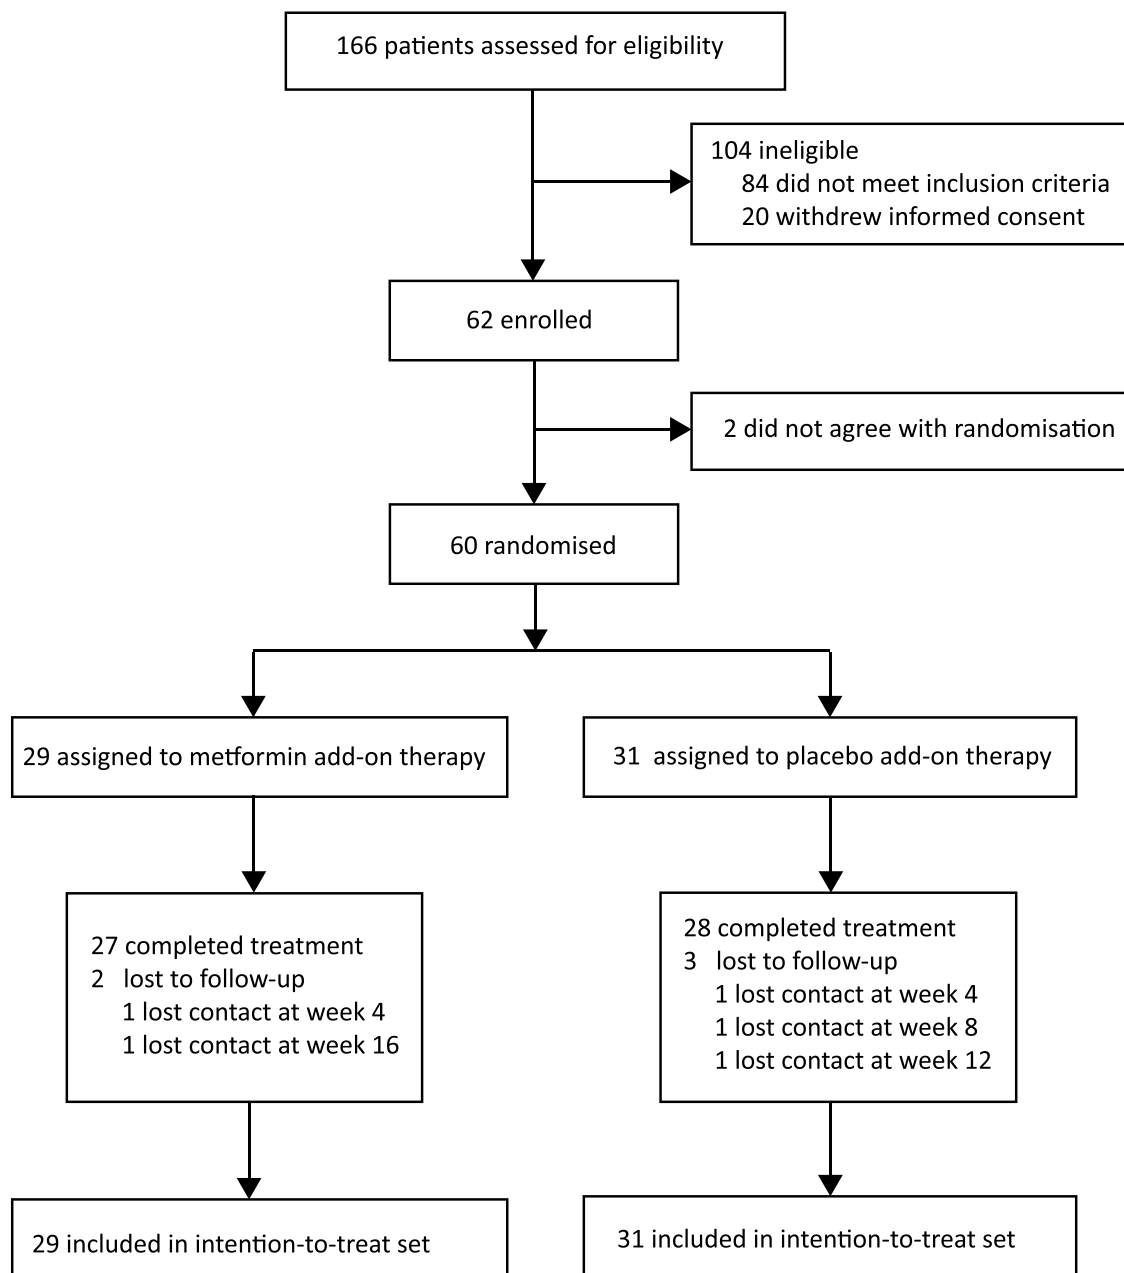 166 patients assessed for eligibility
104 ineligible
84 did not meet inclusion criteria
20 withdrew informed consent
62 enrolled
2 did not agree with randomisation
60 randomised
29 assigned to metformin add-on therapy
31 assigned to placebo add-on therapy
27 completed treatment
2 lost to follow-up
1 lost contact at week 4
1 lost contact at week 16
28 completed treatment
3 lost to follow-up
1 lost contact at week 4
1 lost contact at week 8
1 lost contact at week 12
29 included in intention-to-treat set
31 included in intention-to-treat set